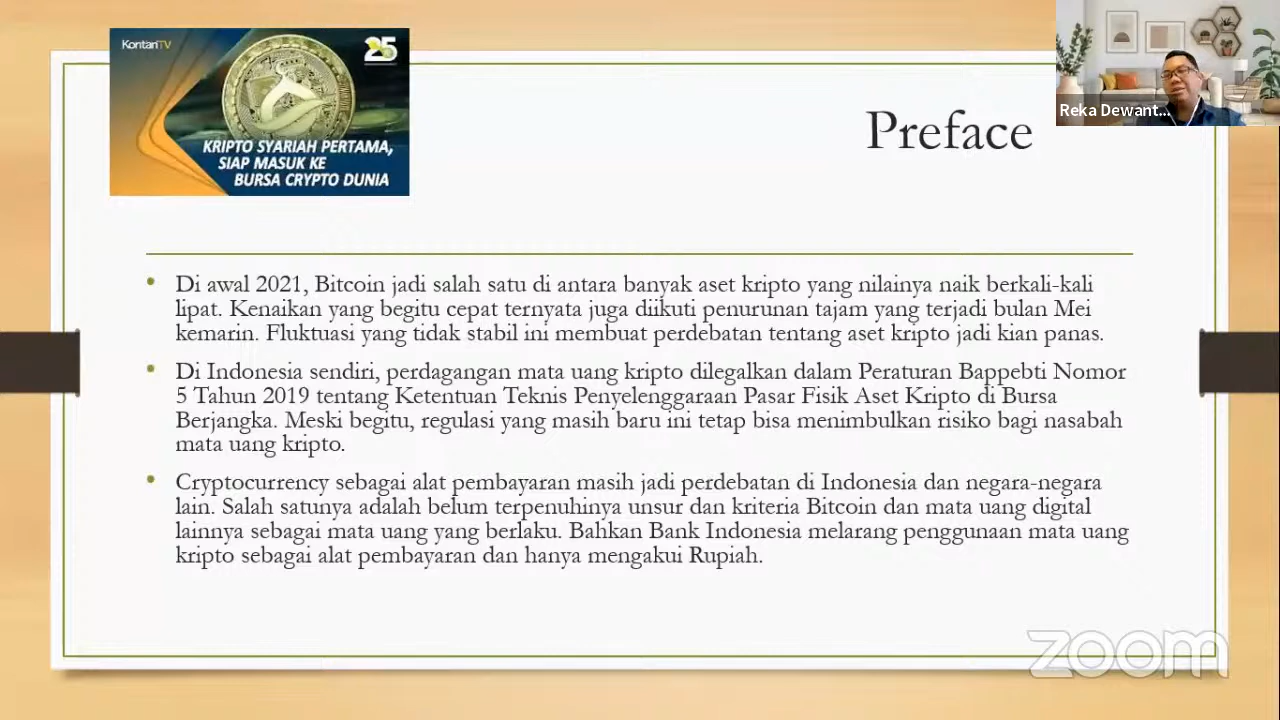 KontanTV
25
KRIPTO SYARIAH PERTAMA,
SIAP MASUK KE
BURSA CRYPTO DUNIA
Reka Dewant...
Preface
• Di awal 2021, Bitcoin jadi salah satu di antara banyak aset kripto yang nilainya naik berkali-kali
lipat. Kenaikan yang begitu cepat ternyata juga diikuti penurunan tajam yang terjadi bulan Mei
kemarin. Fluktuasi yang tidak stabil ini membuat perdebatan tentang aset kripto jadi kian panas.
• Di Indonesia sendiri, perdagangan mata uang kripto dilegalkan dalam Peraturan Bappebti Nomor
5 Tahun 2019 tentang Ketentuan Teknis Penyelenggaraan Pasar Fisik Aset Kripto di Bursa
Berjangka. Meski begitu, regulasi yang masih baru ini tetap bisa menimbulkan risiko bagi nasabah
mata uang kripto.
• Cryptocurrency sebagai alat pembayaran masih jadi perdebatan di Indonesia dan negara-negara
lain. Salah satunya adalah belum terpenuhinya unsur dan kriteria Bitcoin dan mata uang digital
lainnya sebagai mata uang yang berlaku. Bahkan Bank Indonesia melarang penggunaan mata uang
kripto sebagai alat pembayaran dan hanya mengakui Rupiah.
zoom